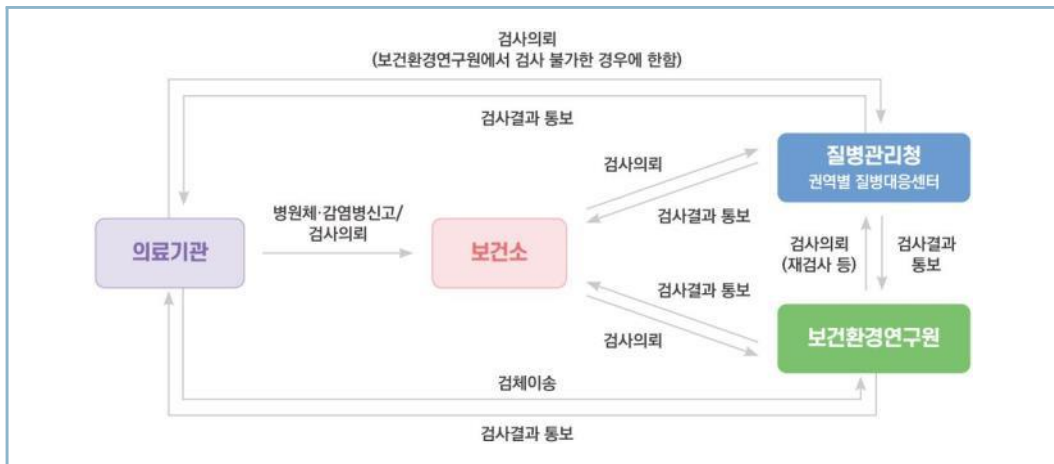 검사의뢰
(보건환경연구원에서 검사 불가한 경우에 한함)
검사결과 통보
질병관리청
권역별 질병대응센터
검사의뢰
검사결과 통보
병원체·감염병신고/
검사의뢰
의료기관
보건소
검사의뢰
(재검사 등)
검사결과
통보
검사결과 통보
검사의뢰
보건환경연구원
검체이송
검사결과 통보